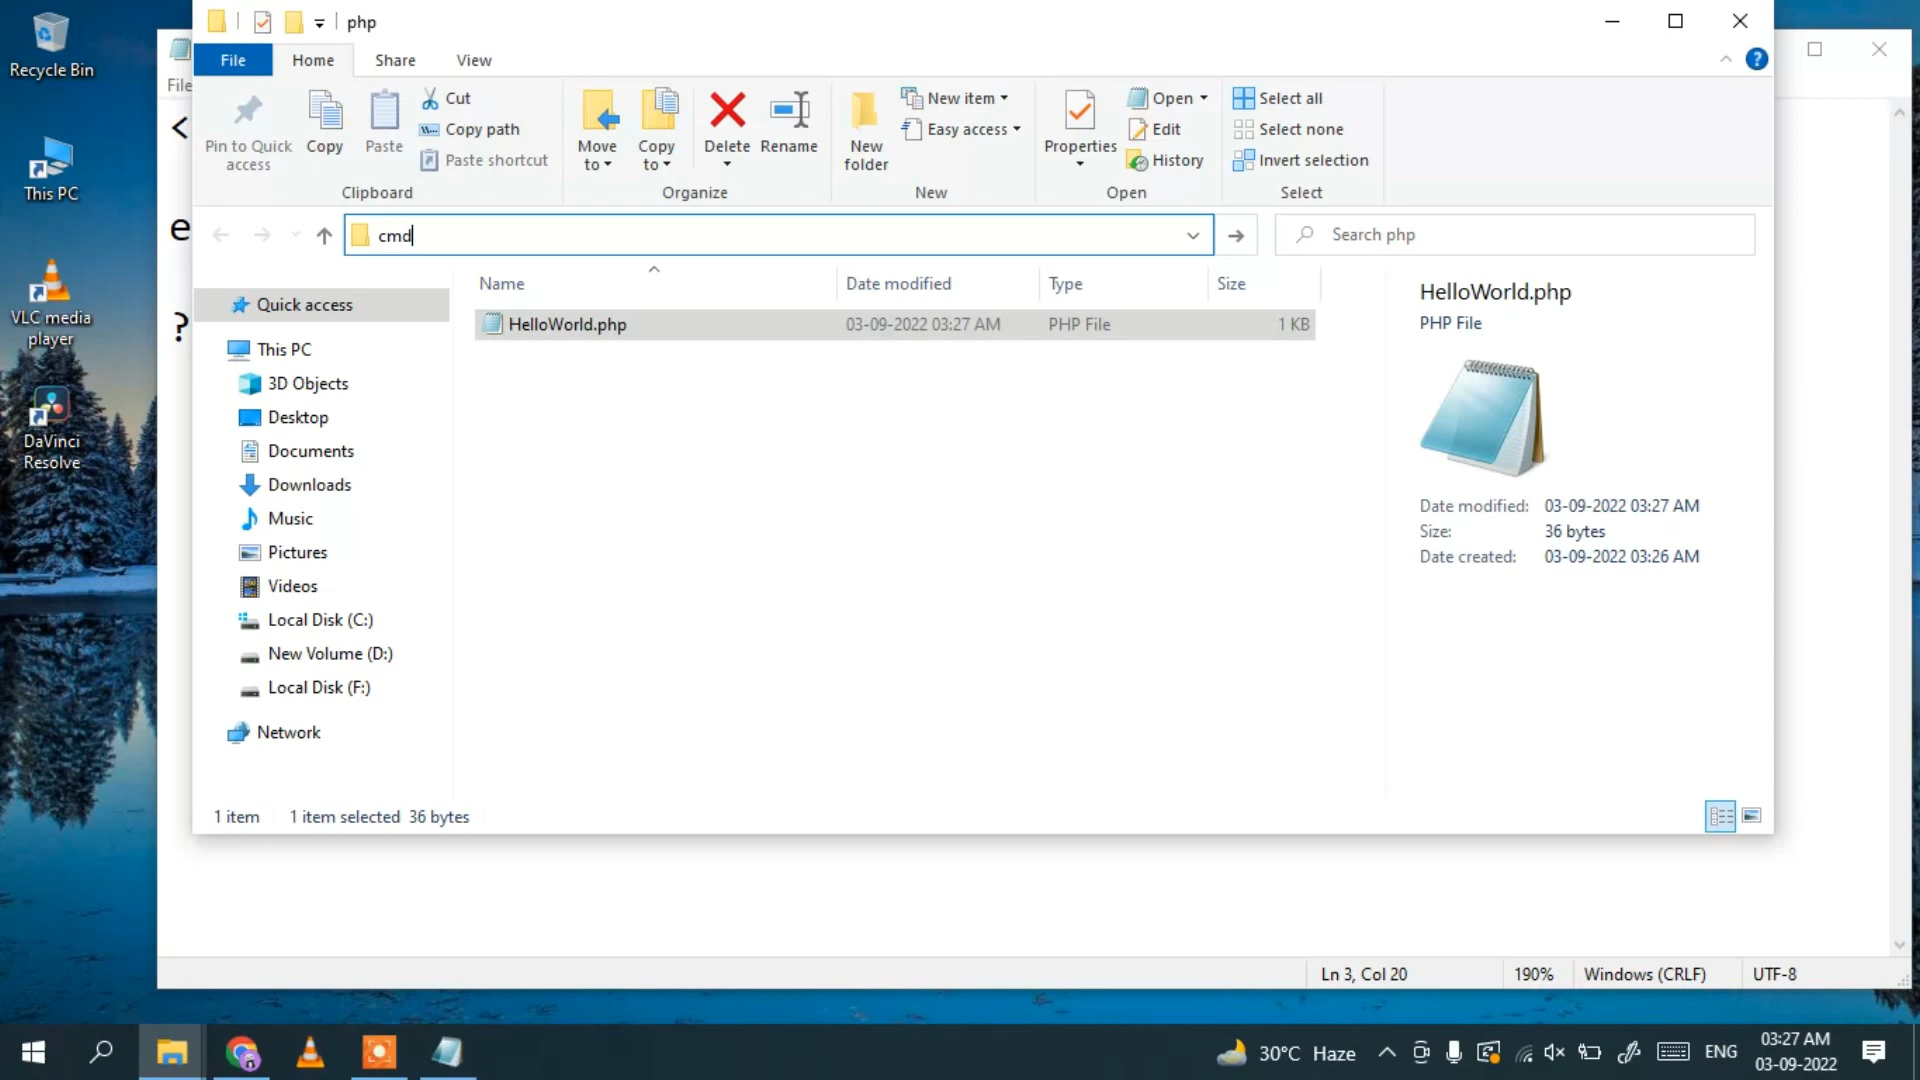 Recycle Bin
This PC
VLC media
player
DaVinci
Resolve
php
File
Home
Share
View
?
File
<
e
?
Pin to Quick
access
Copy
Paste
Cut
Copy path
Paste shortcut
Clipboard
Move
to
Copy
to
Delete
Rename
Organize
New
folder
New item
Easy access
New
Properties
Open
Edit
History
Open
Select all
Select none
Invert selection
Select
cmd
Search php
Quick access
This PC
3D Objects
Desktop
Documents
Downloads
Music
Pictures
Videos
Local Disk (C:)
New Volume (D:)
Local Disk (F:)
Network
Name
Date modified
Type
Size
HelloWorld.php
03-09-2022 03:27 AM
PHP File
1 KB
HelloWorld.php
PHP File
Date modified: 03-09-2022 03:27 AM
Size: 36 bytes
Date created: 03-09-2022 03:26 AM
1 item
1 item selected 36 bytes
Ln 3, Col 20
190%
Windows (CRLF)
UTF-8
30°C Haze
ENG
03:27 AM
03-09-2022